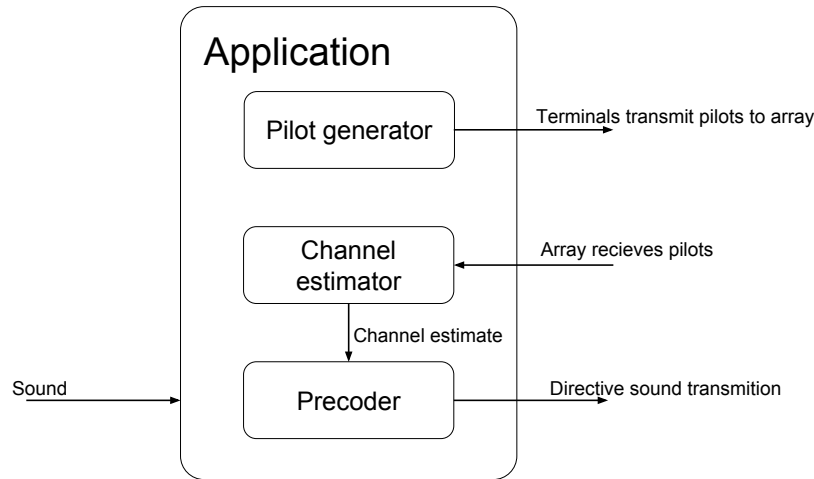 Application
Pilot generator
Terminals transmit pilots to array
Channel
estimator
Array recieves pilots
Channel estimate
Sound
Precoder
Directive sound transmition